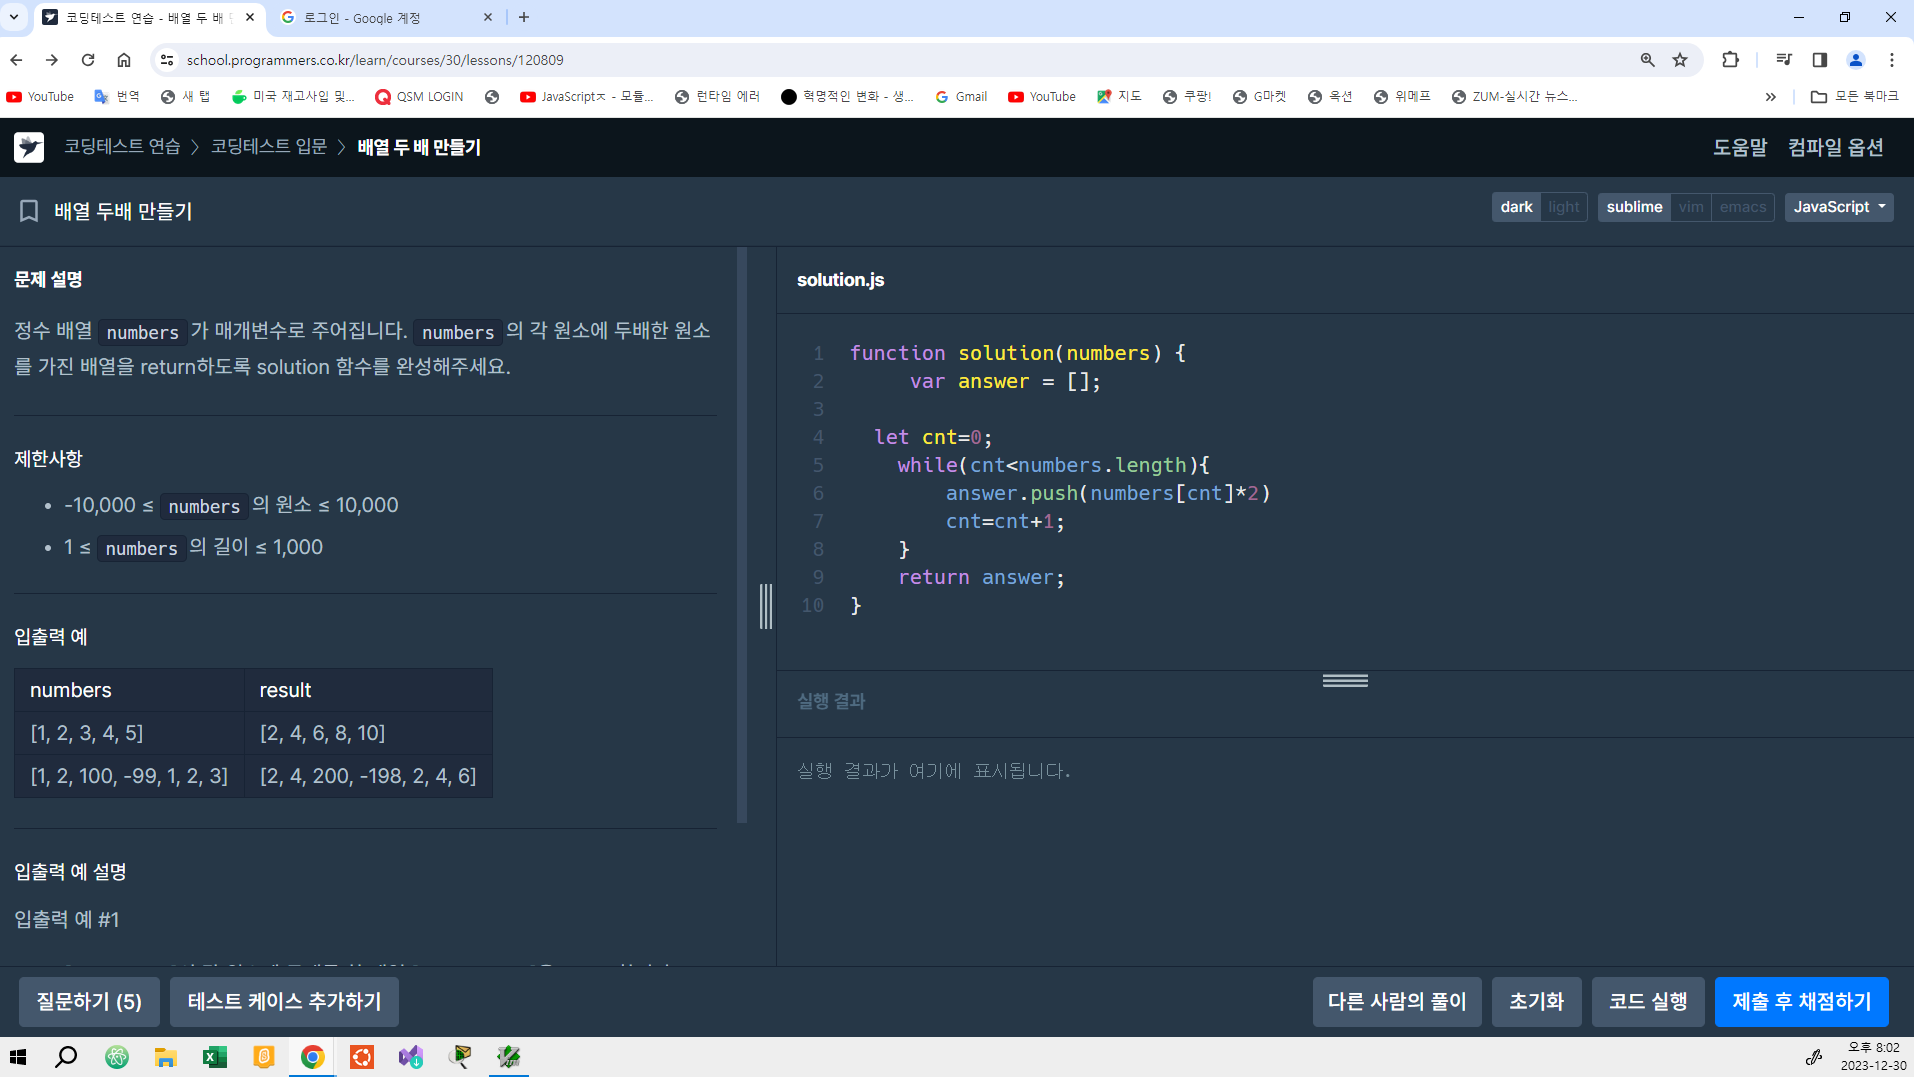 코딩테스트 연습 - 배열 두 배
로그인 - Google 계정
school.programmers.co.kr/learn/courses/30/lessons/120809
YouTube 번역 새 탭 미국 재고사입 및... QSM LOGIN JavaScriptㅈ - 모듈... 런타임 에러 혁명적인 변화 - 생... Gmail YouTube 지도 쿠팡! G마켓 옥션 위메프 ZUM-실시간 뉴스... » 모든 북마크
코딩테스트 연습 > 코딩테스트 입문 > 배열 두 배 만들기
도움말 컴파일 옵션
배열 두배 만들기
dark light sublime vim emacs JavaScript
문제 설명
정수 배열 numbers가 매개변수로 주어집니다. numbers의 각 원소에 두배한 원소
를 가진 배열을 return하도록 solution 함수를 완성해주세요.
제한사항
• -10,000 ≤ numbers의 원소 ≤ 10,000
• 1 ≤ numbers의 길이 ≤ 1,000
입출력 예
numbers result
[1, 2, 3, 4, 5] [2, 4, 6, 8, 10]
[1, 2, 100, -99, 1, 2, 3] [2, 4, 200, -198, 2, 4, 6]
입출력 예 설명
입출력 예 #1
solution.js
1 function solution(numbers) {
2 var answer = [];
3
4 let cnt=0;
5 while(cnt<numbers.length){
6 answer.push(numbers[cnt]*2)
7 cnt=cnt+1;
8 }
9 return answer;
10 }
실행 결과
실행 결과가 여기에 표시됩니다.
질문하기 (5) 테스트 케이스 추가하기 다른 사람의 풀이 초기화 코드 실행 제출 후 채점하기
오후 8:02
2023-12-30